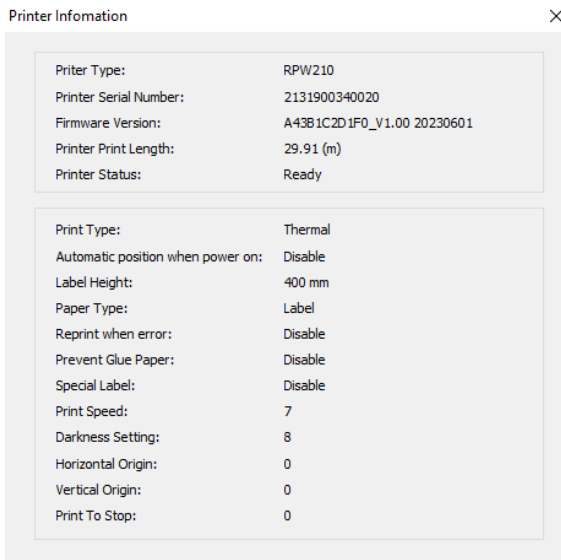 Printer Infomation
Priter Type: RPW210
Printer Serial Number: 2131900340020
Firmware Version: A43B1C2D1F0_V1.00 20230601
Printer Print Length: 29.91 (m)
Printer Status: Ready
Print Type: Thermal
Automatic position when power on: Disable
Label Height: 400 mm
Paper Type: Label
Reprint when error: Disable
Prevent Glue Paper: Disable
Special Label: Disable
Print Speed: 7
Darkness Setting: 8
Horizontal Origin: 0
Vertical Origin: 0
Print To Stop: 0